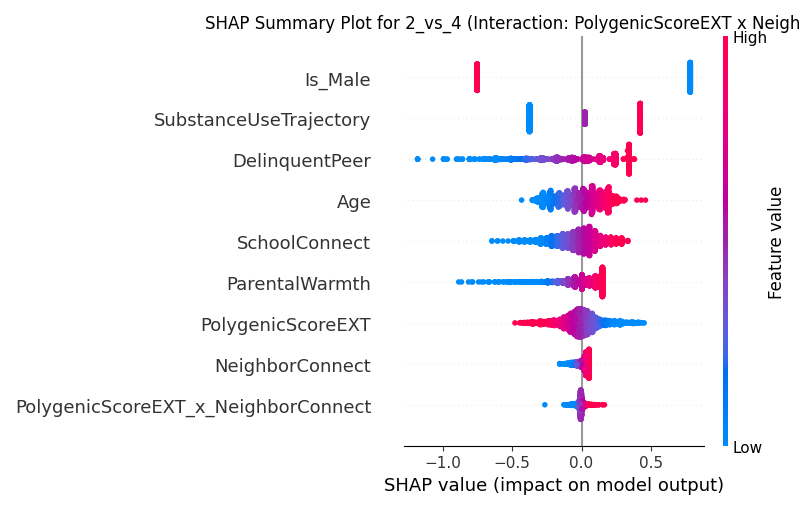 SHAP Summary Plot for 2_vs_4 (Interaction: PolygenicScoreEXT x Neigh
High
Is_Male
SubstanceUseTrajectory
DelinquentPeer
Age
SchoolConnect
ParentalWarmth
PolygenicScoreEXT
NeighborConnect
PolygenicScoreEXT_x_NeighborConnect
Feature value
Low
−1.0 −0.5 0.0 0.5
SHAP value (impact on model output)